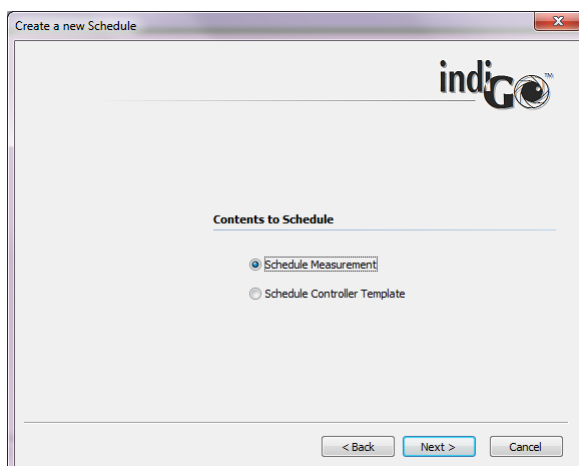 Create a new Schedule
indiGO™
Contents to Schedule
Schedule Measurement
Schedule Controller Template
< Back
Next >
Cancel